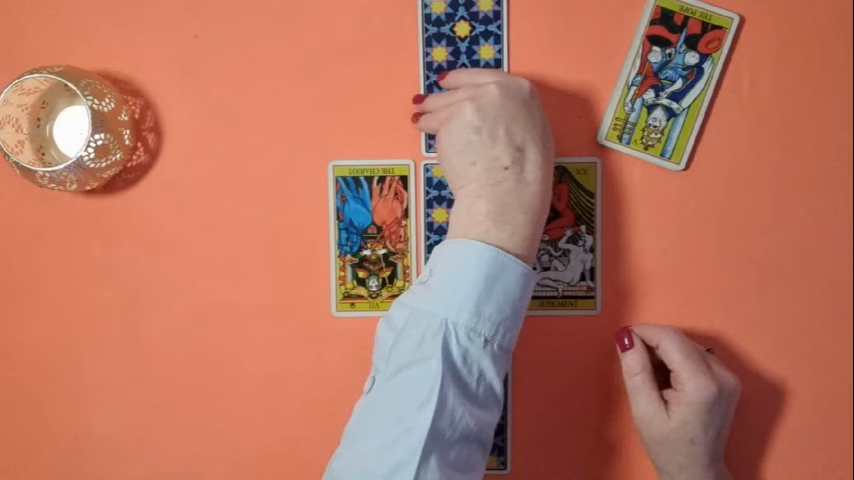 THE POPE
V
THE CHARIOT
XX
VII
JUDGMENT